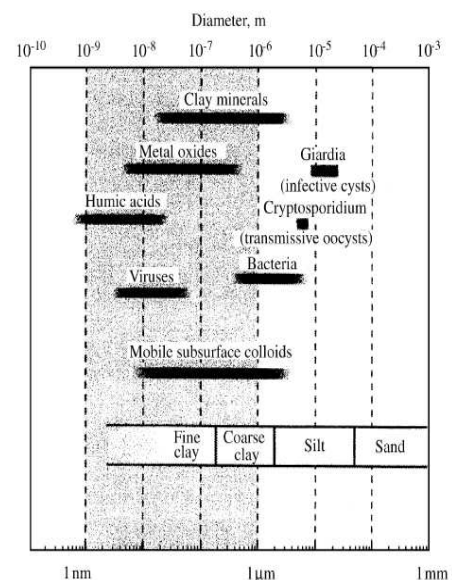 Diameter, m
10⁻¹⁰ 10⁻⁹ 10⁻⁸ 10⁻⁷ 10⁻⁶ 10⁻⁵ 10⁻⁴ 10⁻³
Clay minerals
Metal oxides
Giardia
(infective cysts)
Humic acids
Cryptosporidium
(transmissive oocysts)
Bacteria
Viruses
Mobile subsurface colloids
Fine
clay
Coarse
clay
Silt
Sand
1 nm 1 μm 1 mm